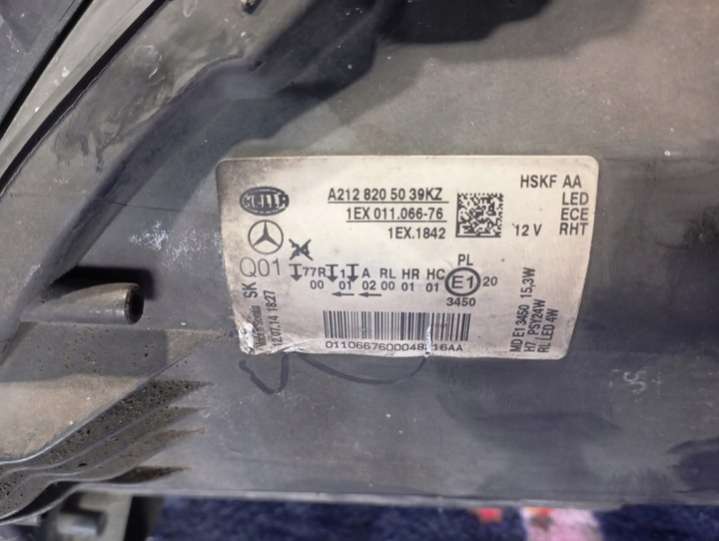 HELLA
A212 820 50 39KZ
1EX 011.066-76
1EX.1842
HSKF AA
LED
ECE
12 V RHT
Q01
SK
12.07.14 18:27
77R 1 A RL HR HC
00 01 02 00 01 01
PL
E1 20
3450
MD E1 3450 15,3W
H7, PSY24W
RL LED 4W